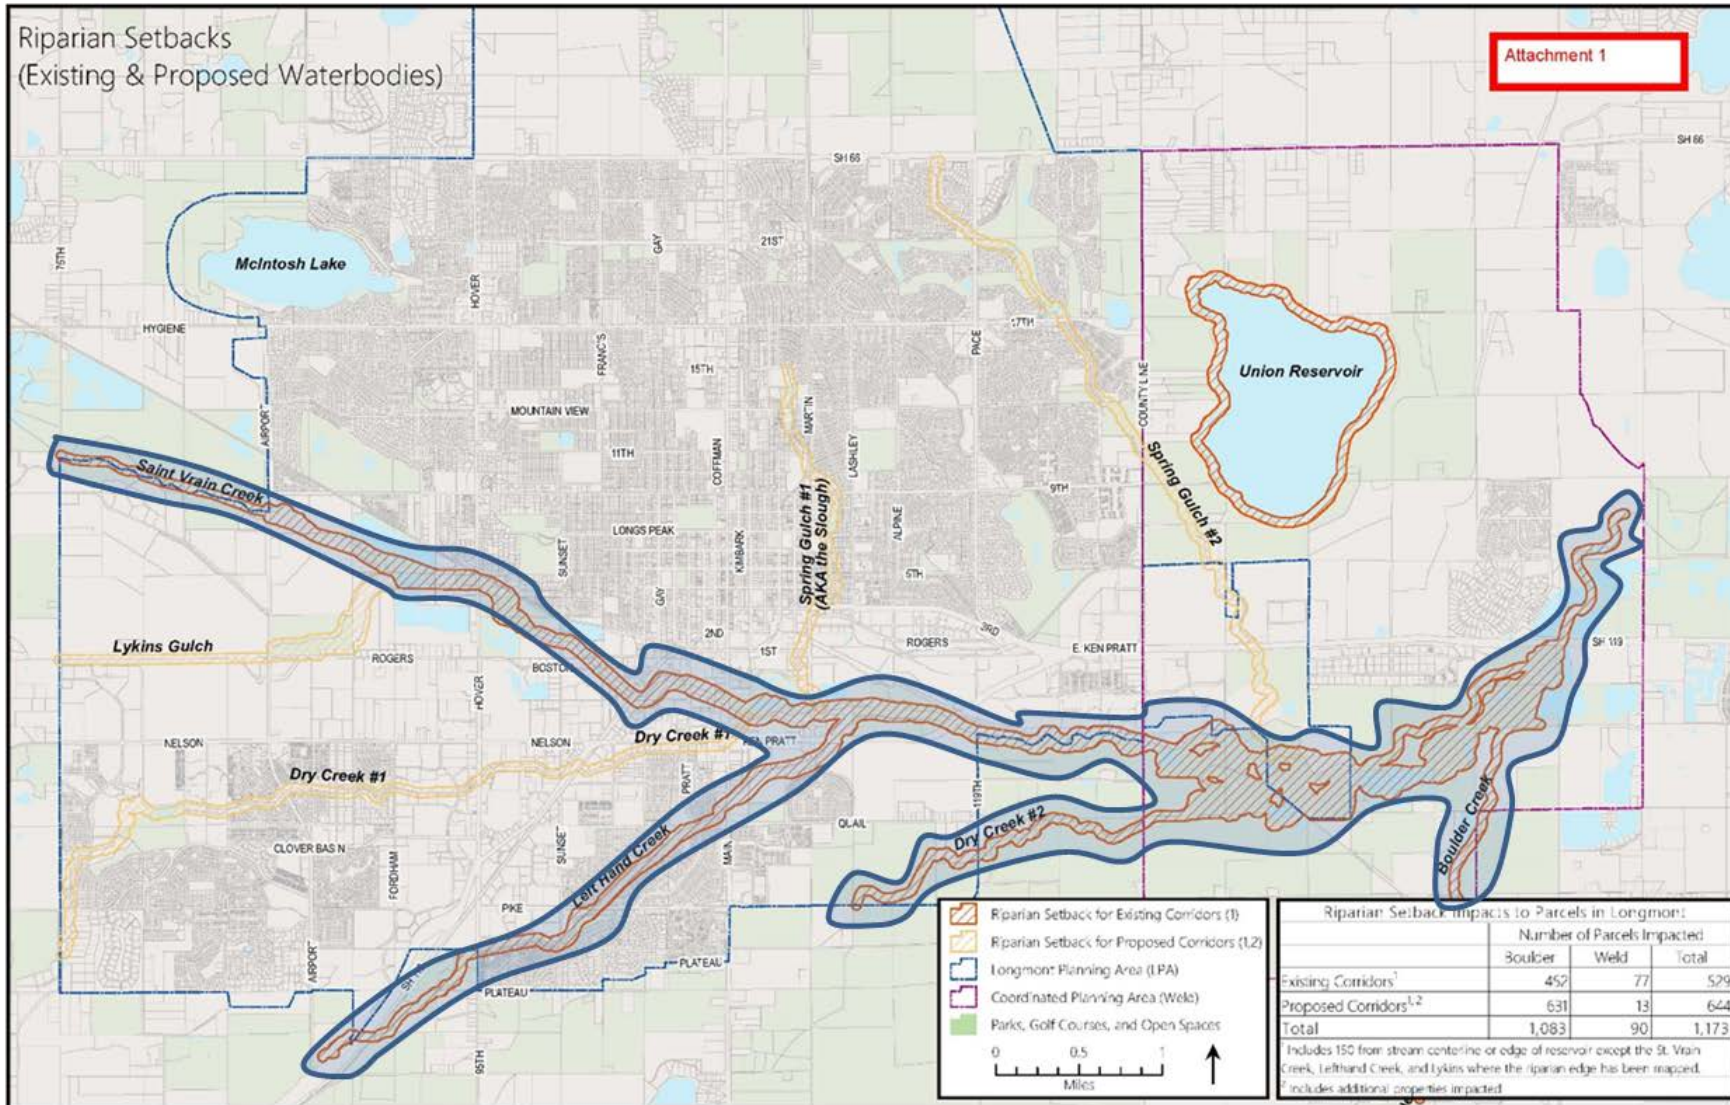 Riparian Setbacks
(Existing & Proposed Waterbodies)
Attachment 1
SH 66
SH 66
75TH
McIntosh Lake
HOVER
GAY
21ST
HYGIENE
17TH
PACE
FRANCIS
15TH
COUNTY LINE
Union Reservoir
AIRPORT
MOUNTAIN VIEW
MARTIN
11TH
COFFMAN
LASHLEY
Saint Vrain Creek
9TH
Spring Gulch #2
LONGS PEAK
KIMBARK
Spring Gulch #1
(AKA the Slough)
ALPINE
SUNSET
5TH
GAY
2ND
3RD
Lykins Gulch
ROGERS
BOSTON
1ST
ROGERS
E. KEN PRATT
SH 119
HOVER
NELSON
NELSON
Dry Creek #1
KEN PRATT
Dry Creek #1
PRATT
119TH
Boulder Creek
QUAIL
Dry Creek #2
CLOVER BASIN
FORDHAM
SUNSET
Left Hand Creek
MAIN
PIKE
AIRPORT
PLATEAU
PLATEAU
95TH
Riparian Setback for Existing Corridors (1)
Riparian Setback for Proposed Corridors (1,2)
Longmont Planning Area (LPA)
Coordinated Planning Area (Weld)
Parks, Golf Courses, and Open Spaces
0 0.5 1
Miles
Riparian Setback Impacts to Parcels in Longmont
Number of Parcels Impacted
Boulder Weld Total
Existing Corridors1 452 77 529
Proposed Corridors1,2 631 13 644
Total 1,083 90 1,173
1 Includes 150 from stream centerline or edge of reservoir except the St. Vrain
Creek, Lefthand Creek, and Lykins where the riparian edge has been mapped.
2 Includes additional properties impacted